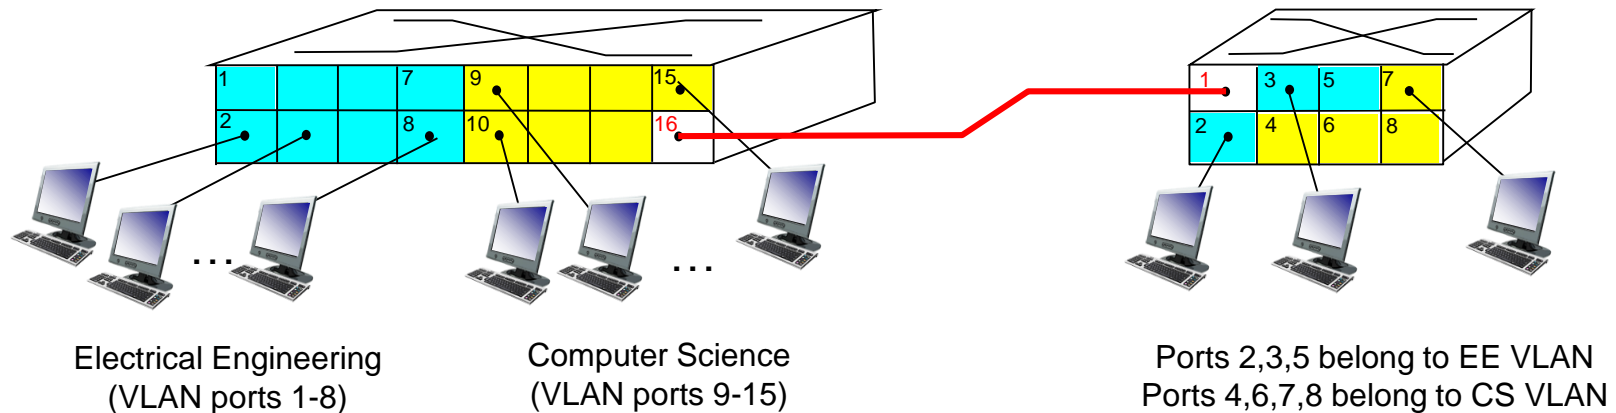 1 7 9 15
2 8 10 16
1 3 5 7
2 4 6 8
... ...
Electrical Engineering
(VLAN ports 1-8)
Computer Science
(VLAN ports 9-15)
Ports 2,3,5 belong to EE VLAN
Ports 4,6,7,8 belong to CS VLAN